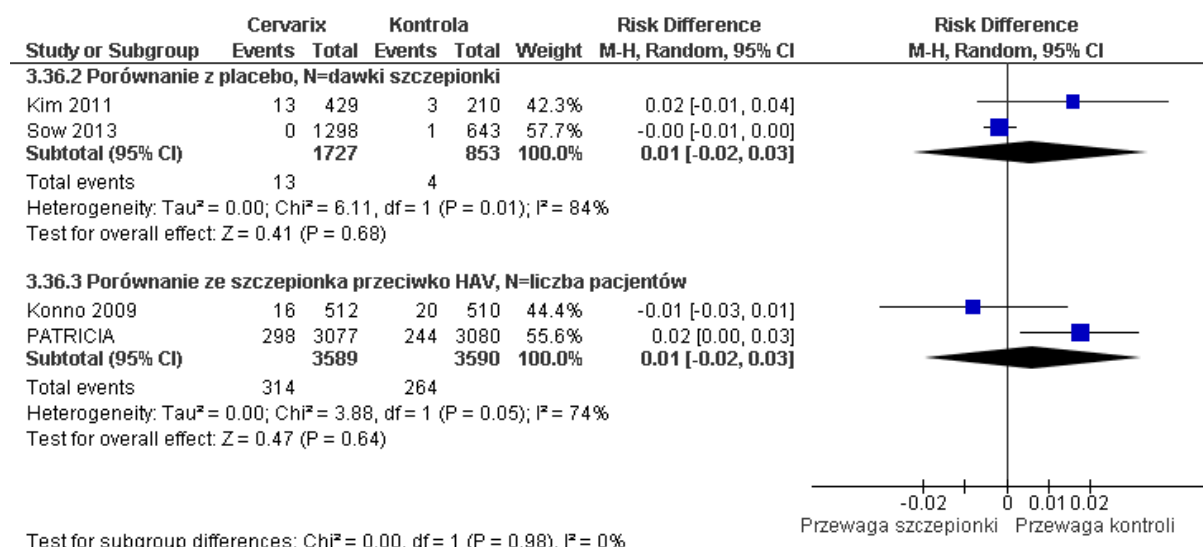 Cervarix Kontrola Risk Difference Risk Difference
Study or Subgroup Events Total Events Total Weight M-H, Random, 95% CI M-H, Random, 95% CI
3.36.2 Porównanie z placebo, N=dawki szczepionki
Kim 2011 13 429 3 210 42.3% 0.02 [-0.01, 0.04]
Sow 2013 0 1298 1 643 57.7% -0.00 [-0.01, 0.00]
Subtotal (95% CI) 1727 853 100.0% 0.01 [-0.02, 0.03]
Total events 13 4
Heterogeneity: Tau² = 0.00; Chi² = 6.11, df = 1 (P = 0.01); I² = 84%
Test for overall effect: Z = 0.41 (P = 0.68)
3.36.3 Porównanie ze szczepionka przeciwko HAV, N=liczba pacjentów
Konno 2009 16 512 20 510 44.4% -0.01 [-0.03, 0.01]
PATRICIA 298 3077 244 3080 55.6% 0.02 [0.00, 0.03]
Subtotal (95% CI) 3589 3590 100.0% 0.01 [-0.02, 0.03]
Total events 314 264
Heterogeneity: Tau² = 0.00; Chi² = 3.88, df = 1 (P = 0.05); I² = 74%
Test for overall effect: Z = 0.47 (P = 0.64)
-0.02 0 0.01 0.02
Przewaga szczepionki Przewaga kontroli
Test for subgroup differences: Chi² = 0.00, df = 1 (P = 0.98), I² = 0%